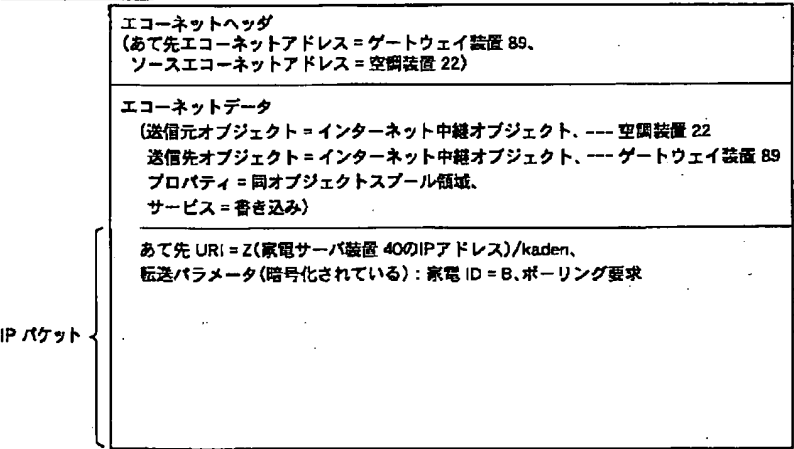 エコーネットヘッダ
(あて先エコーネットアドレス = ゲートウェイ装置 89、
ソースエコーネットアドレス = 空調装置 22)
エコーネットデータ
(送信元オブジェクト = インターネット中継オブジェクト、--- 空調装置 22
送信先オブジェクト = インターネット中継オブジェクト、--- ゲートウェイ装置 89
プロパティ = 同オブジェクトスプール領域、
サービス = 書き込み)
あて先 URI = Z(家電サーバ装置 40のIPアドレス)/kaden、
転送パラメータ(暗号化されている) : 家電 ID = B、ポーリング要求
IP パケット